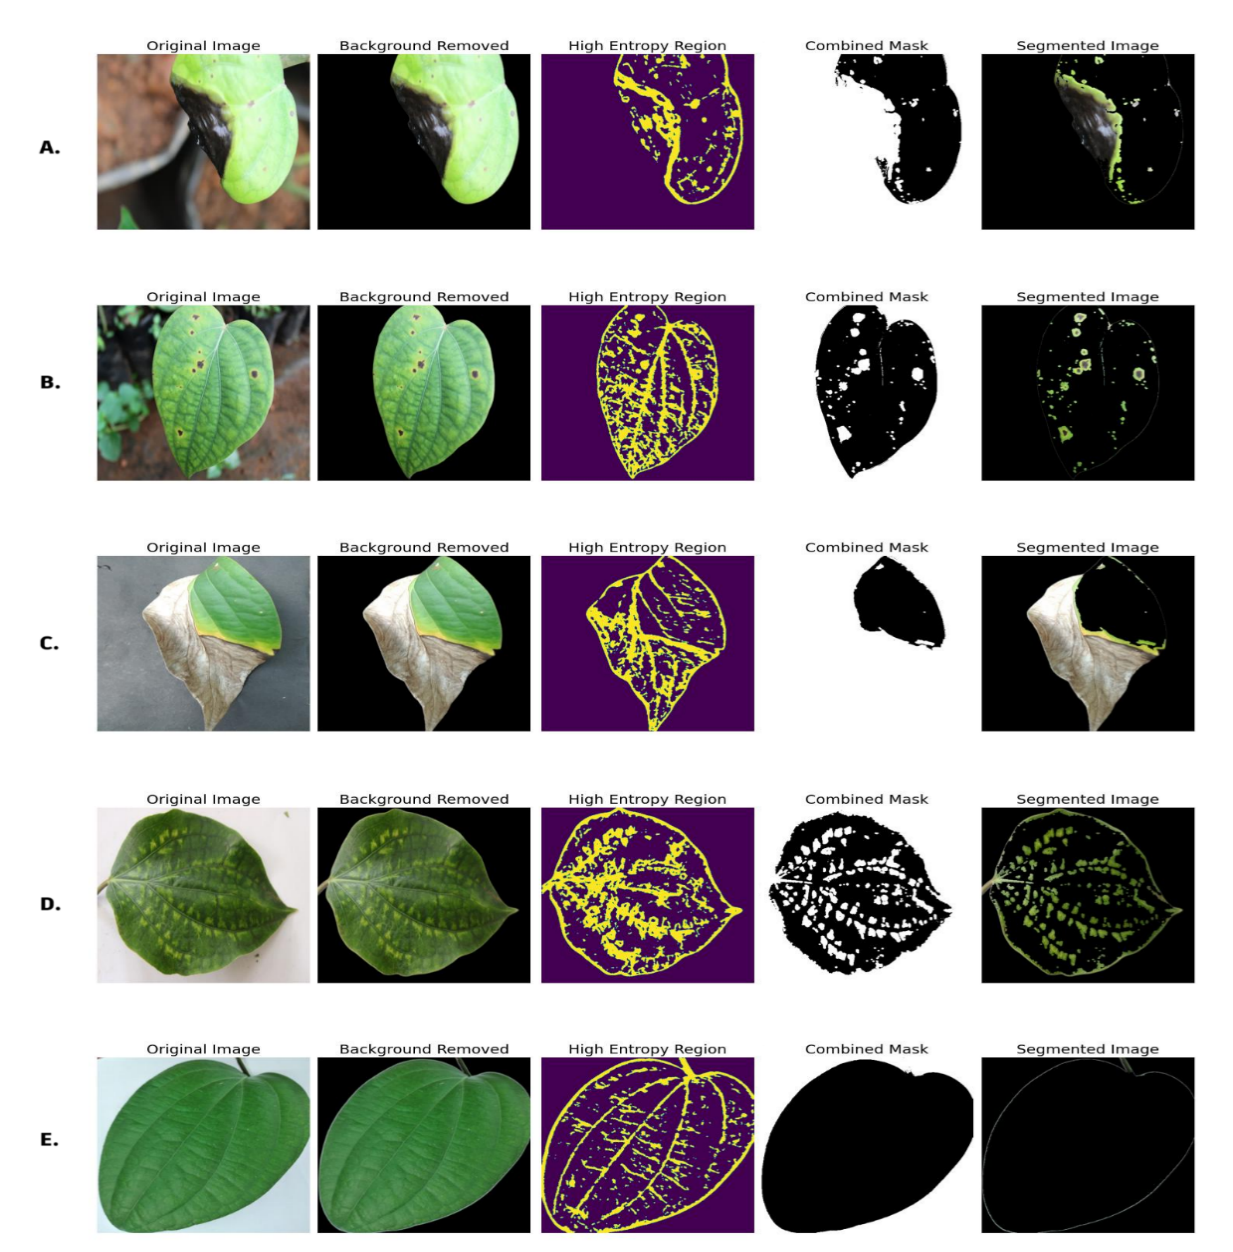 Original Image Background Removed High Entropy Region Combined Mask Segmented Image
A.
Original Image Background Removed High Entropy Region Combined Mask Segmented Image
B.
Original Image Background Removed High Entropy Region Combined Mask Segmented Image
C.
Original Image Background Removed High Entropy Region Combined Mask Segmented Image
D.
Original Image Background Removed High Entropy Region Combined Mask Segmented Image
E.